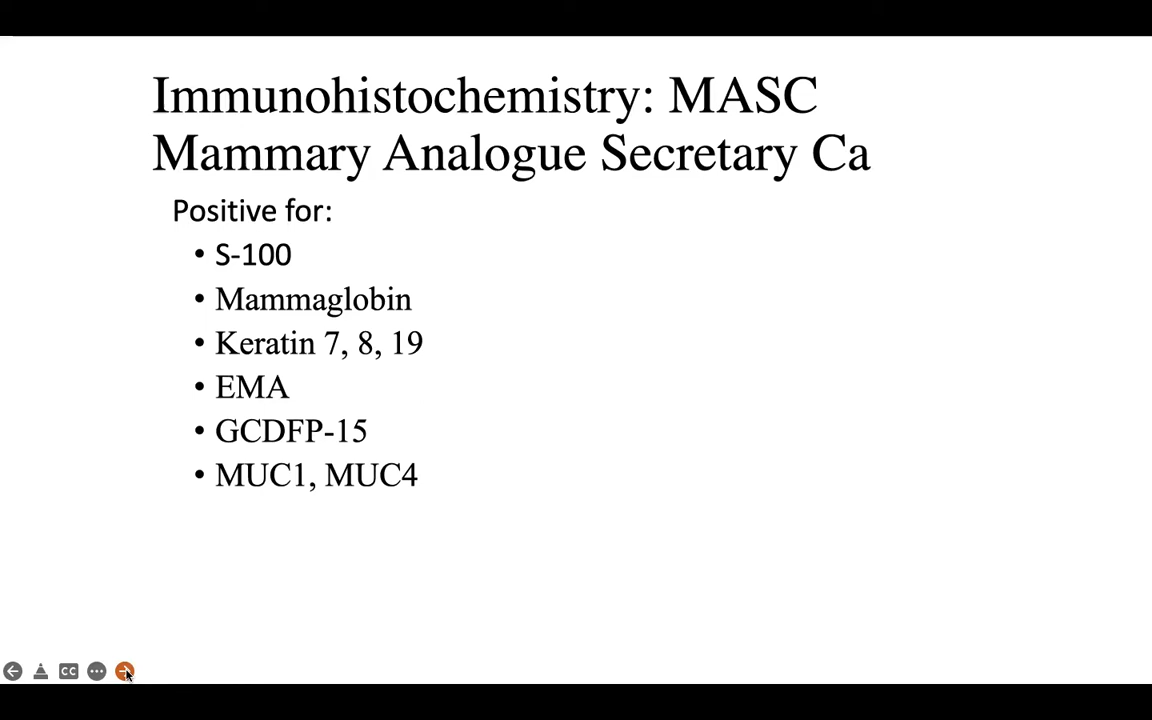 Immunohistochemistry: MASC
Mammary Analogue Secretary Ca
Positive for:
• S-100
• Mammaglobin
• Keratin 7, 8, 19
• EMA
• GCDFP-15
• MUC1, MUC4
CC